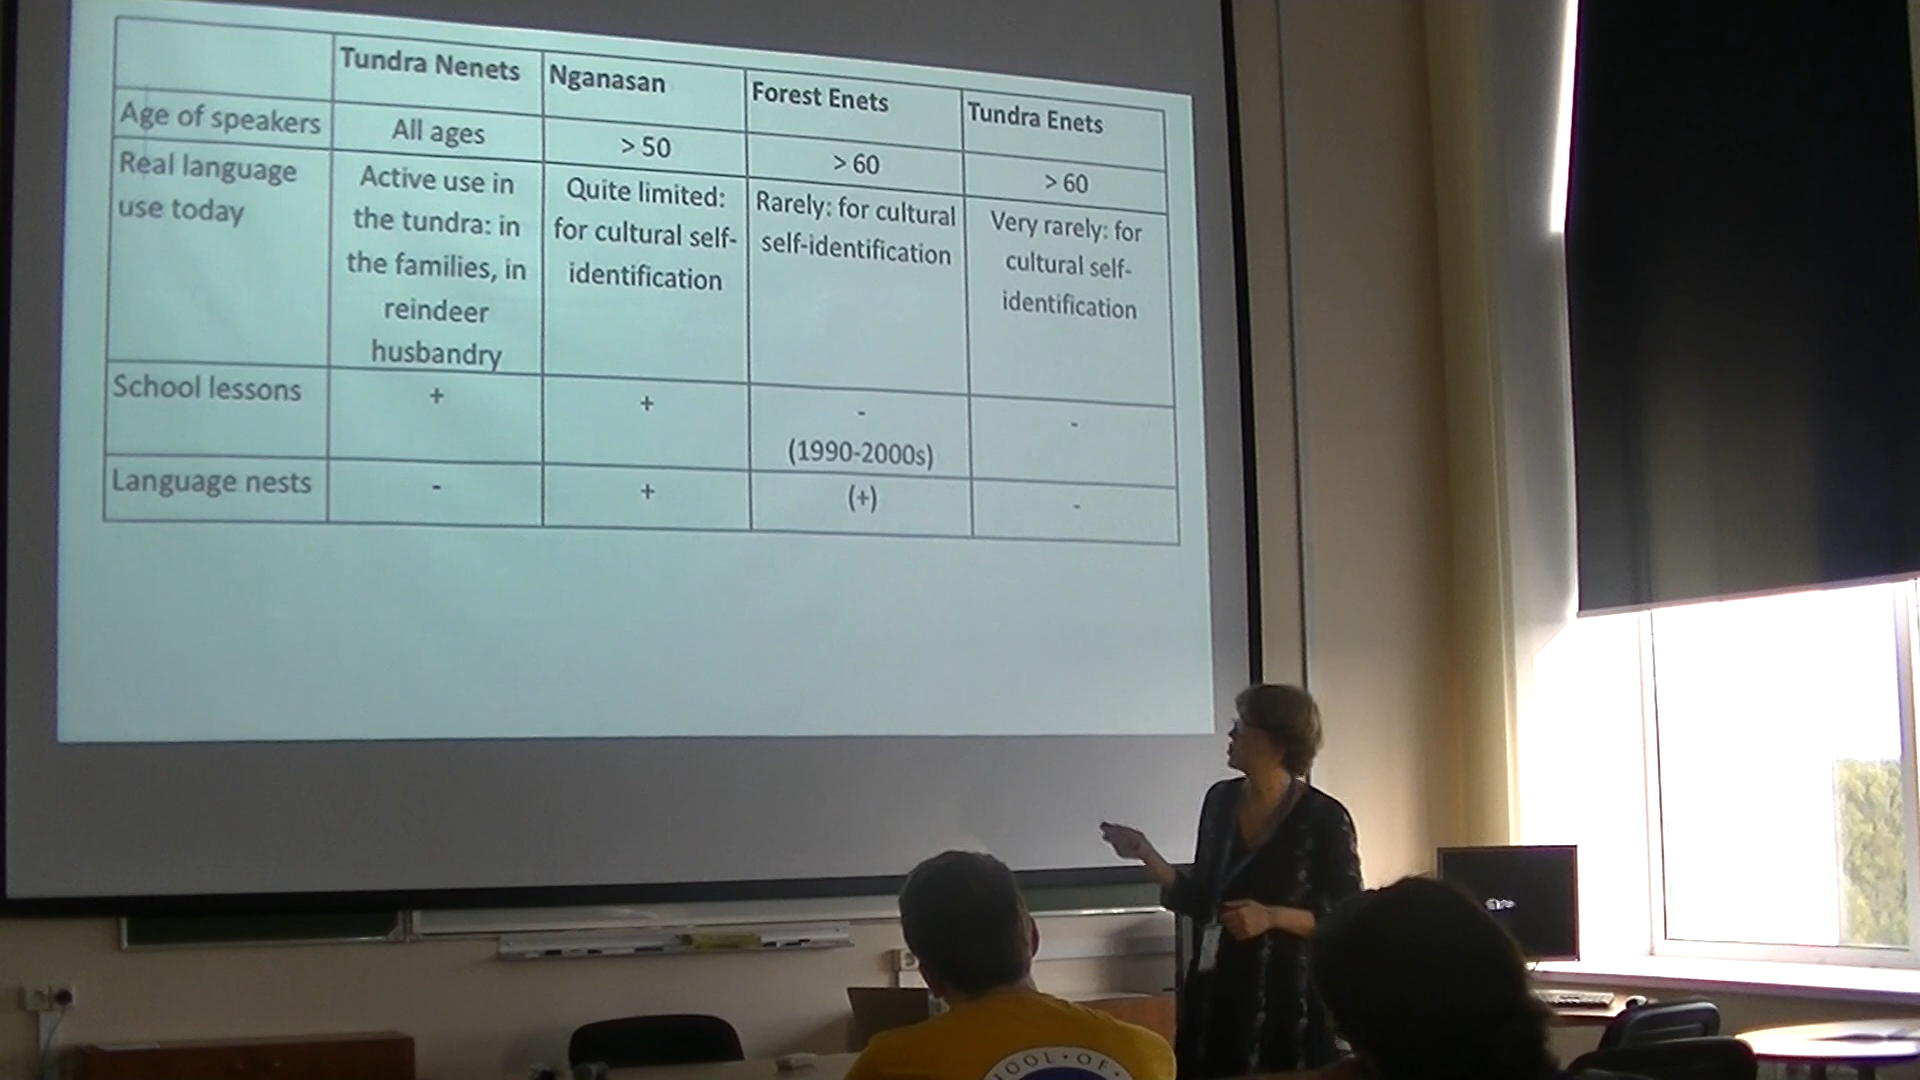 Tundra Nenets Nganasan Forest Enets Tundra Enets
Age of speakers All ages > 50 > 60 > 60
Real language
use today
Active use in
the tundra: in
the families, in
reindeer
husbandry
Quite limited:
for cultural self-
identification
Rarely: for cultural
self-identification
Very rarely: for
cultural self-
identification
School lessons + + - -
(1990-2000s)
Language nests - + (+) -
OOL • OF •